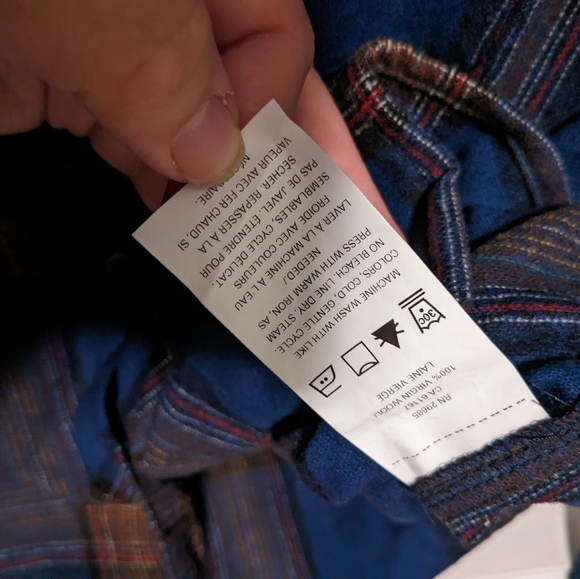 RN 29685
CA 61167
100% VIRGIN WOOL
LAINE VIERGE
30C
MACHINE WASH WITH LIKE
COLORS, COLD, GENTLE CYCLE.
NO BLEACH. LINE DRY. STEAM
PRESS WITH WARM IRON, AS
NEEDED/
LAVER À LA MACHINE À L'EAU
FROIDE AVEC COULEURS
SEMBLABLES, CYCLE DÉLICAT.
PAS DE JAVEL. ÉTENDRE POUR
SÉCHER. REPASSER À LA
VAPEUR AVEC FER CHAUD, SI
NÉCESSAIRE.